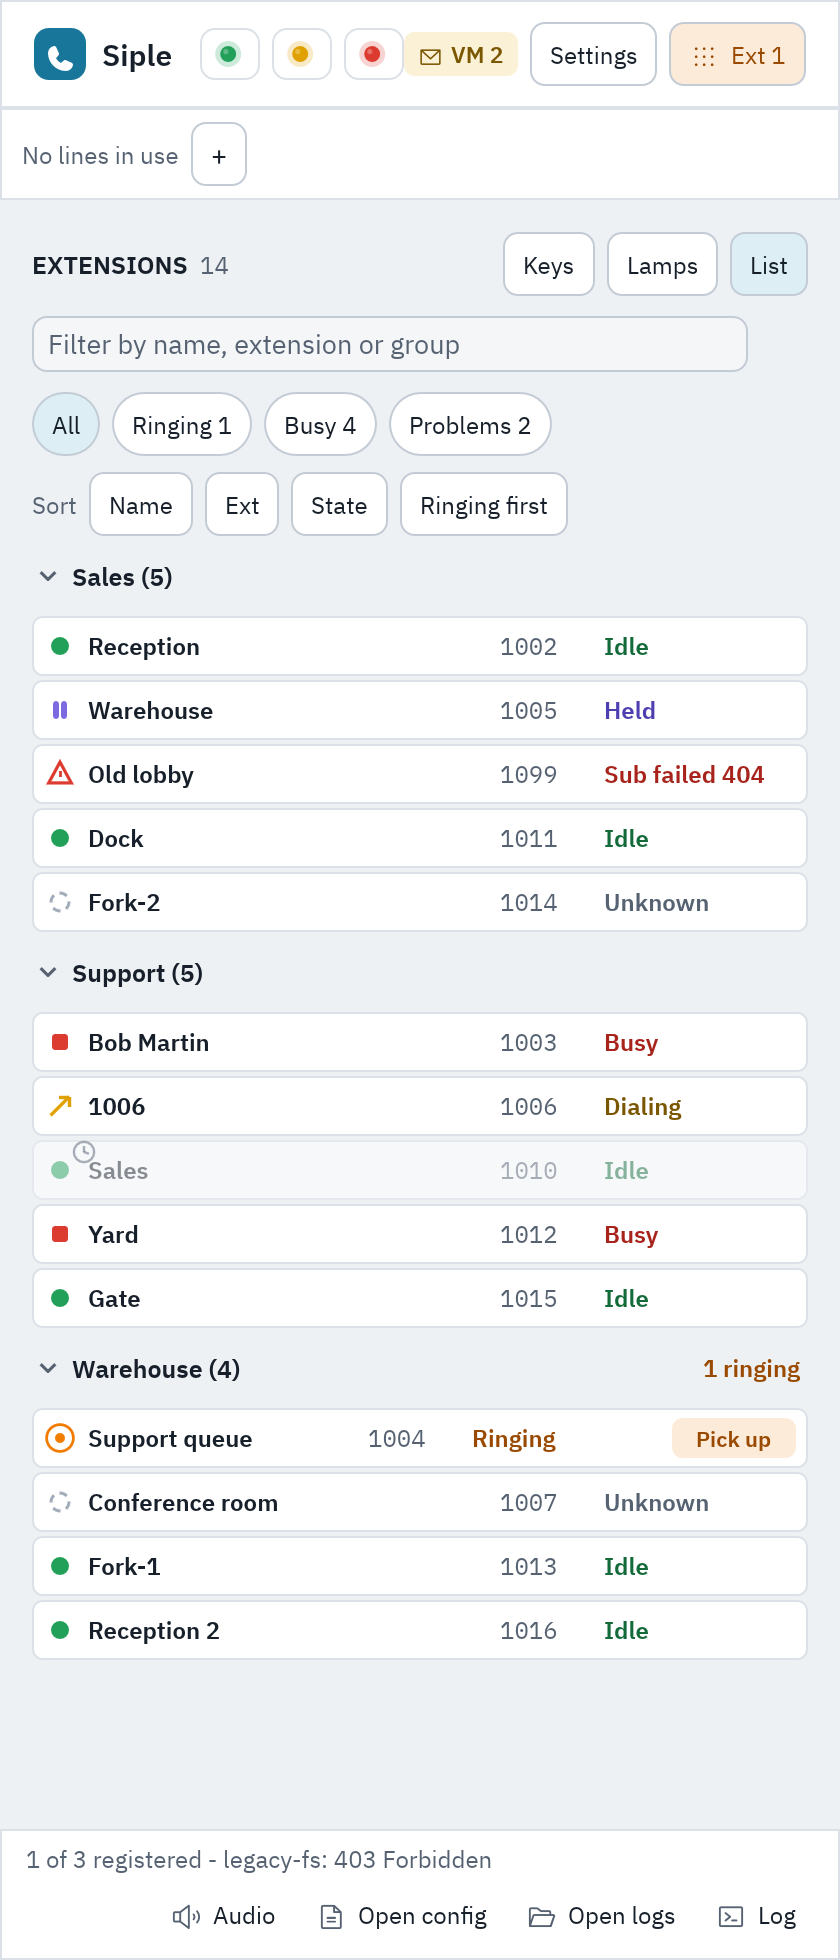 Siple VM 2 Settings Ext 1
No lines in use +
EXTENSIONS 14 Keys Lamps List
Filter by name, extension or group
All Ringing 1 Busy 4 Problems 2
Sort Name Ext State Ringing first
Sales (5)
Reception 1002 Idle
Warehouse 1005 Held
Old lobby 1099 Sub failed 404
Dock 1011 Idle
Fork-2 1014 Unknown
Support (5)
Bob Martin 1003 Busy
1006 1006 Dialing
Sales 1010 Idle
Yard 1012 Busy
Gate 1015 Idle
Warehouse (4) 1 ringing
Support queue 1004 Ringing Pick up
Conference room 1007 Unknown
Fork-1 1013 Idle
Reception 2 1016 Idle
1 of 3 registered - legacy-fs: 403 Forbidden
Audio Open config Open logs Log